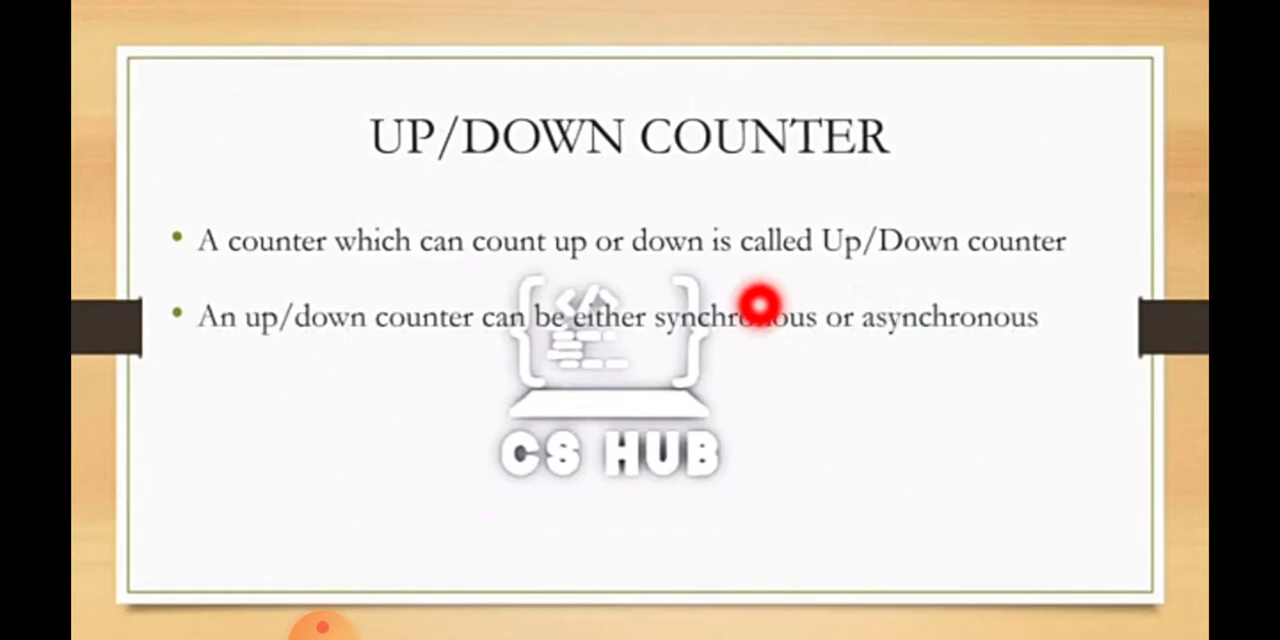 UP/DOWN COUNTER
A counter which can count up or down is called Up/Down counter
An up/down counter can be either synchronous or asynchronous
CS HUB